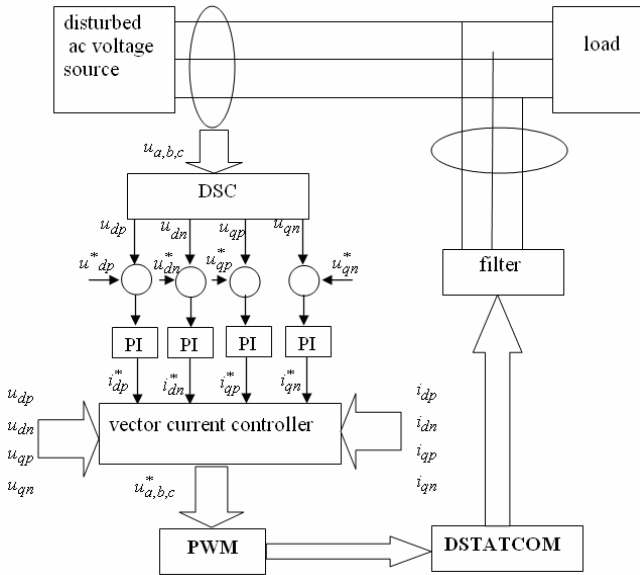 disturbed
ac voltage
source
load
u_{a,b,c}
DSC
u_{dp} u_{dn} u_{qp} u_{qn}
u*_{dp} u*_{dn} u*_{qp} u*_{qn}
filter
PI PI PI PI
i*_{dp} i*_{dn} i*_{qp} i*_{qn}
u_{dp}
u_{dn}
u_{qp}
u_{qn}
vector current controller
i_{dp}
i_{dn}
i_{qp}
i_{qn}
u*_{a,b,c}
PWM
DSTATCOM